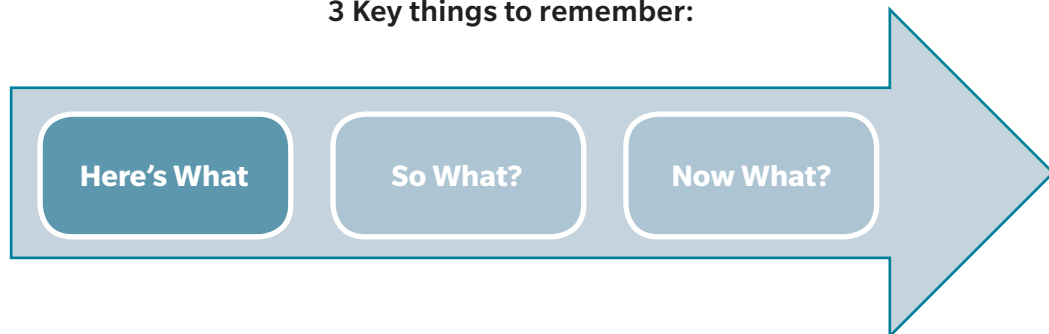 3 Key things to remember:
Here’s What
So What?
Now What?